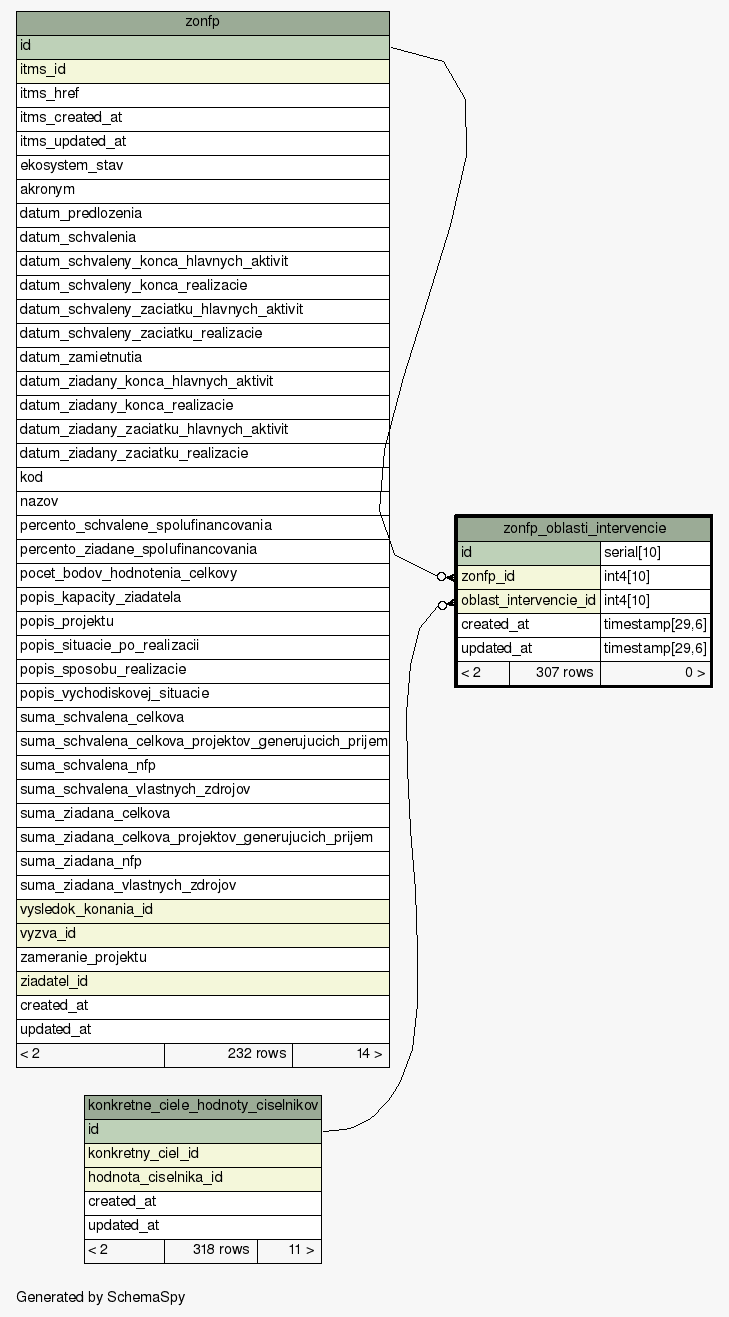 zonfp
id
itms_id
itms_href
itms_created_at
itms_updated_at
ekosystem_stav
akronym
datum_predlozenia
datum_schvalenia
datum_schvaleny_konca_hlavnych_aktivit
datum_schvaleny_konca_realizacie
datum_schvaleny_zaciatku_hlavnych_aktivit
datum_schvaleny_zaciatku_realizacie
datum_zamietnutia
datum_ziadany_konca_hlavnych_aktivit
datum_ziadany_konca_realizacie
datum_ziadany_zaciatku_hlavnych_aktivit
datum_ziadany_zaciatku_realizacie
kod
nazov
percento_schvalene_spolufinancovania
percento_ziadane_spolufinancovania
pocet_bodov_hodnotenia_celkovy
popis_kapacity_ziadatela
popis_projektu
popis_situacie_po_realizacii
popis_sposobu_realizacie
popis_vychodiskovej_situacie
suma_schvalena_celkova
suma_schvalena_celkova_projektov_generujucich_prijem
suma_schvalena_nfp
suma_schvalena_vlastnych_zdrojov
suma_ziadana_celkova
suma_ziadana_celkova_projektov_generujucich_prijem
suma_ziadana_nfp
suma_ziadana_vlastnych_zdrojov
vysledok_konania_id
vyzva_id
zameranie_projektu
ziadatel_id
created_at
updated_at
< 2 232 rows 14 >
zonfp_oblasti_intervencie
id serial[10]
zonfp_id int4[10]
oblast_intervencie_id int4[10]
created_at timestamp[29,6]
updated_at timestamp[29,6]
< 2 307 rows 0 >
konkretne_ciele_hodnoty_ciselnikov
id
konkretny_ciel_id
hodnota_ciselnika_id
created_at
updated_at
< 2 318 rows 11 >
Generated by SchemaSpy